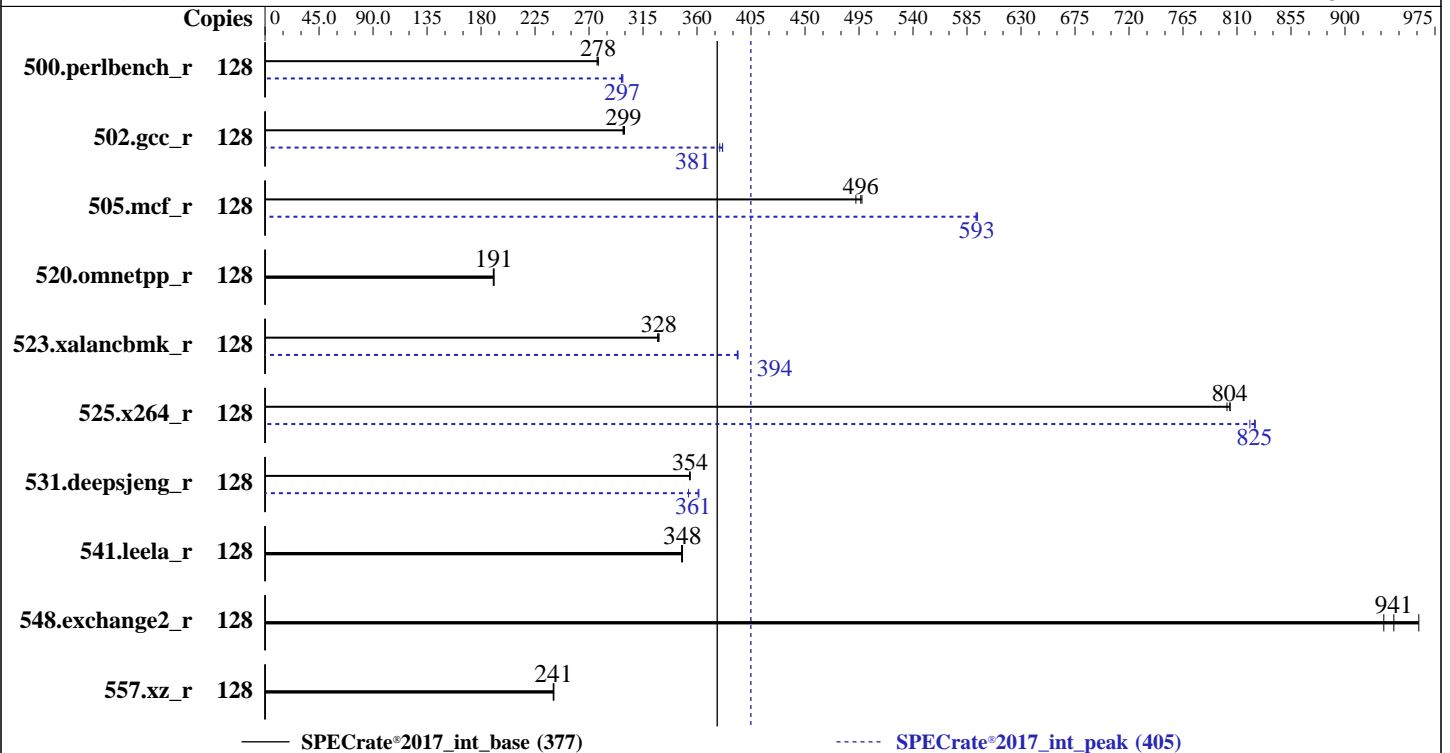 Copies 0 45.0 90.0 135 180 225 270 315 360 405 450 495 540 585 630 675 720 765 810 855 900 975
278
500.perlbench_r 128
297
299
502.gcc_r 128
381
496
505.mcf_r 128
593
191
520.omnetpp_r 128
328
523.xalancbmk_r 128
394
804
525.x264_r 128
825
354
531.deepsjeng_r 128
361
348
541.leela_r 128
941
548.exchange2_r 128
241
557.xz_r 128
SPECrate®2017_int_base (377) SPECrate®2017_int_peak (405)